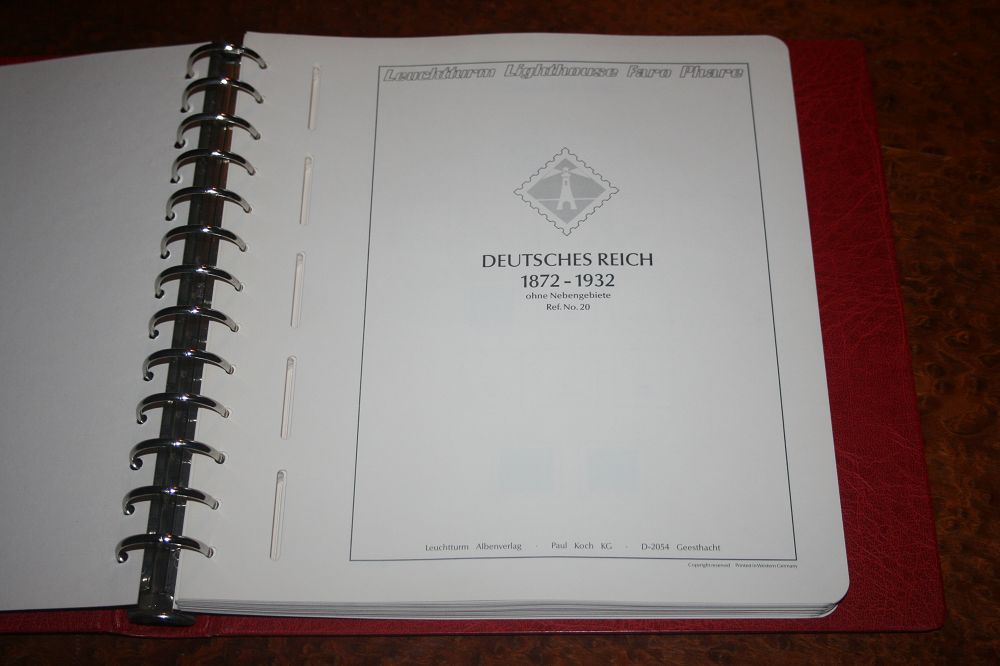 Leuchtturm Lighthouse Faro Phare
DEUTSCHES REICH
1872 - 1932
ohne Nebengebiete
Ref. No. 20
Leuchtturm Albenverlag · Paul Koch KG · D-2054 Geesthacht
Copyright reserved Printed in Western Germany